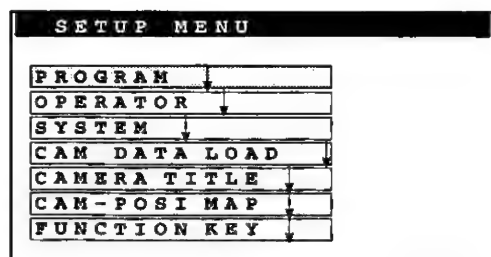 SETUP MENU
PROGRAM
OPERATOR
SYSTEM
CAM DATA LOAD
CAMERA TITLE
CAM-POSI MAP
FUNCTION KEY